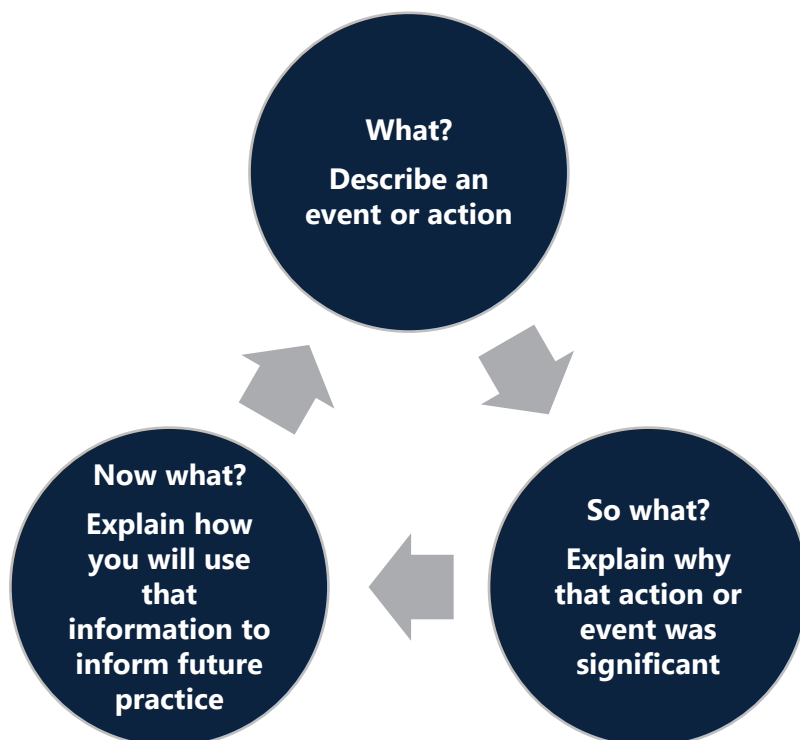 What?
Describe an
event or action
So what?
Explain why
that action or
event was
significant
Now what?
Explain how
you will use
that
information to
inform future
practice